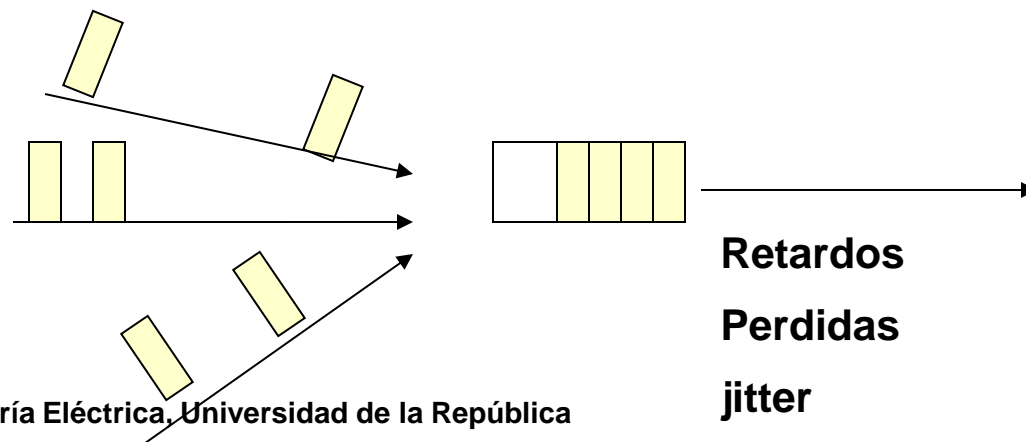 Retardos
Perdidas
jitter
ría Eléctrica, Universidad de la República